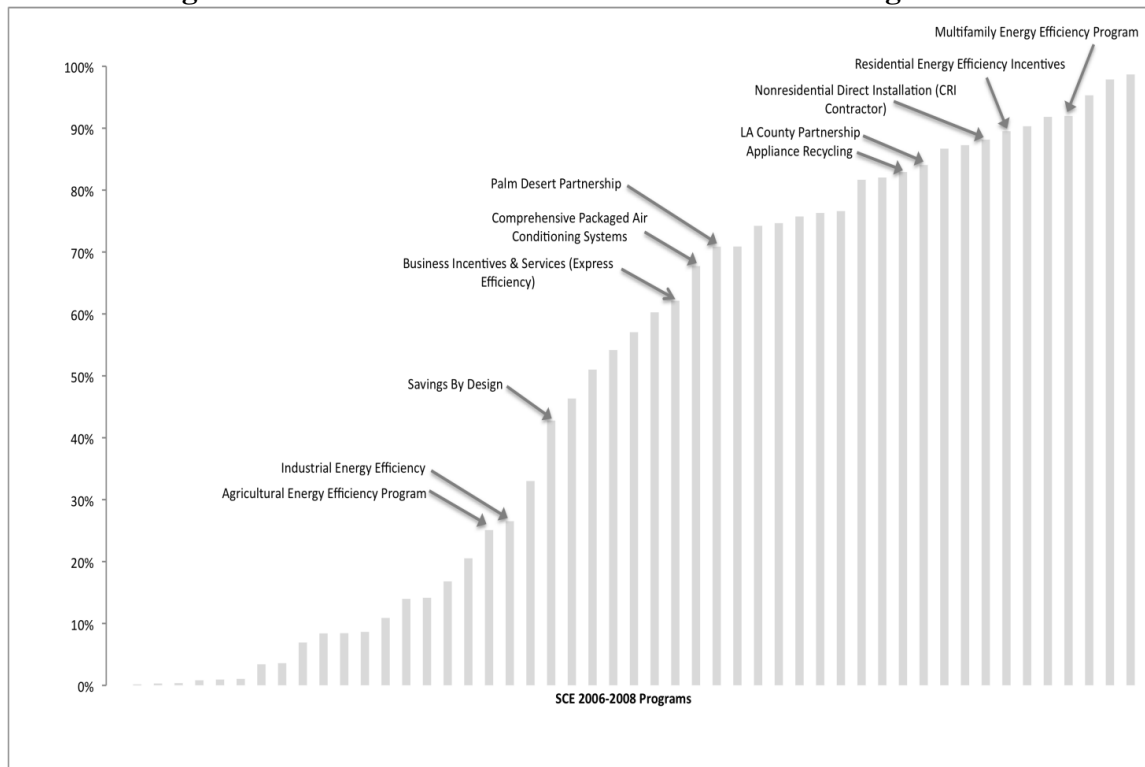 Multifamily Energy Efficiency Program
Residential Energy Efficiency Incentives
Nonresidential Direct Installation (CRI
Contractor)
LA County Partnership
Appliance Recycling
Palm Desert Partnership
Comprehensive Packaged Air
Conditioning Systems
Business Incentives & Services (Express
Efficiency)
Savings By Design
Industrial Energy Efficiency
Agricultural Energy Efficiency Program
100%
90%
80%
70%
60%
50%
40%
30%
20%
10%
0%
SCE 2006-2008 Programs